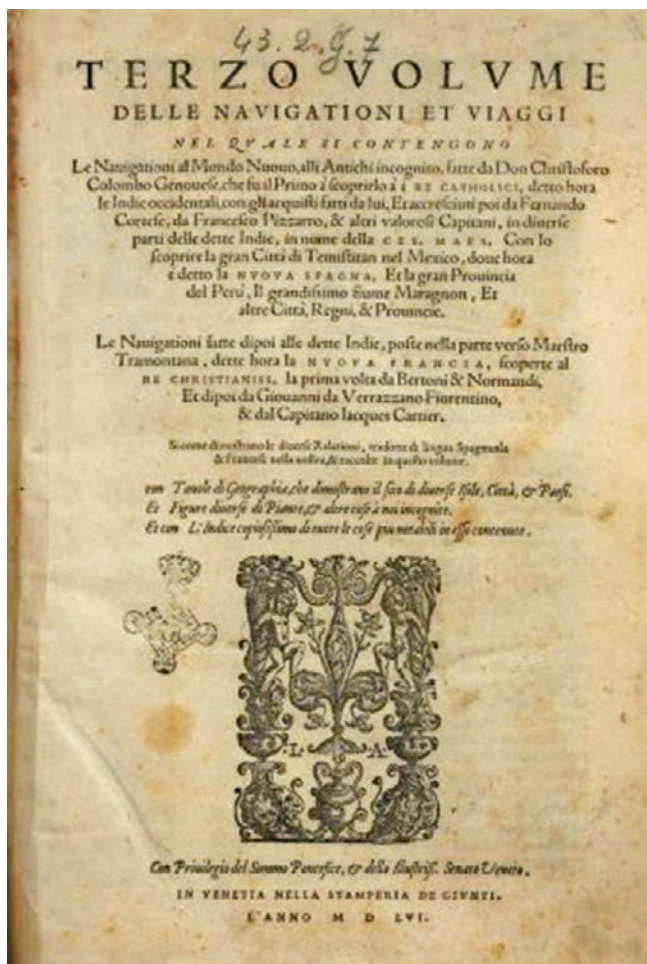 43.2.g.7
TERZO VOLVME
DELLE NAVIGATIONI ET VIAGGI
NEL QVALE SI CONTENGONO
Le Nauigationi al Mondo Nuouo, alli Antichi incognito, fatte da Don Christoforo
Colombo Genouese, che fu il Primo à scoprirlo à i RE CATHOLICI, detto hora
le Indie occidentali, con gli acquisti fatti da lui, Et accresciuti poi da Fernando
Cortese, da Francesco Pizzarro, & altri valorosi Capitani, in diuerse
parti delle dette Indie, in nome della CES. MAES. Con lo
scoprire la gran Città di Temistitan nel Mexico, doue hora
è detto la NVOVA SPAGNA, Et la gran Prouincia
del Perù, Il grandissimo fiume Maragnon, Et
altre Città, Regni, & Prouincie.
Le Nauigationi fatte dipoi alle dette Indie, poste nella parte verso Maestro
Tramontana, dette hora la NVOVA FRANCIA, scoperte al
RE CHRISTIANISS. la prima volta da Bertoni & Normandi,
Et dipoi da Giouanni da Verrazzano Fiorentino,
& dal Capitano Iacques Cartier.
Si come dimostrano le diuerse Relationi, tradotte di lingua Spagnuola
& Francese nella nostra, & raccolte in questo volume.
con Tauole di Geographia, che dimostrano il sito di diuerse Isole, Città, & Paesi.
Et Figure diuerse di Piante, & altre cose à noi incognite.
Et con L'Indice copiosissimo di tutte le cose piu notabili in esso contenute.
L. A.
Con Priuilegio del Sommo Pontefice, & dello Illustriss. Senato Veneto.
IN VENETIA NELLA STAMPERIA DE GIVNTI.
L'ANNO M D LVI.